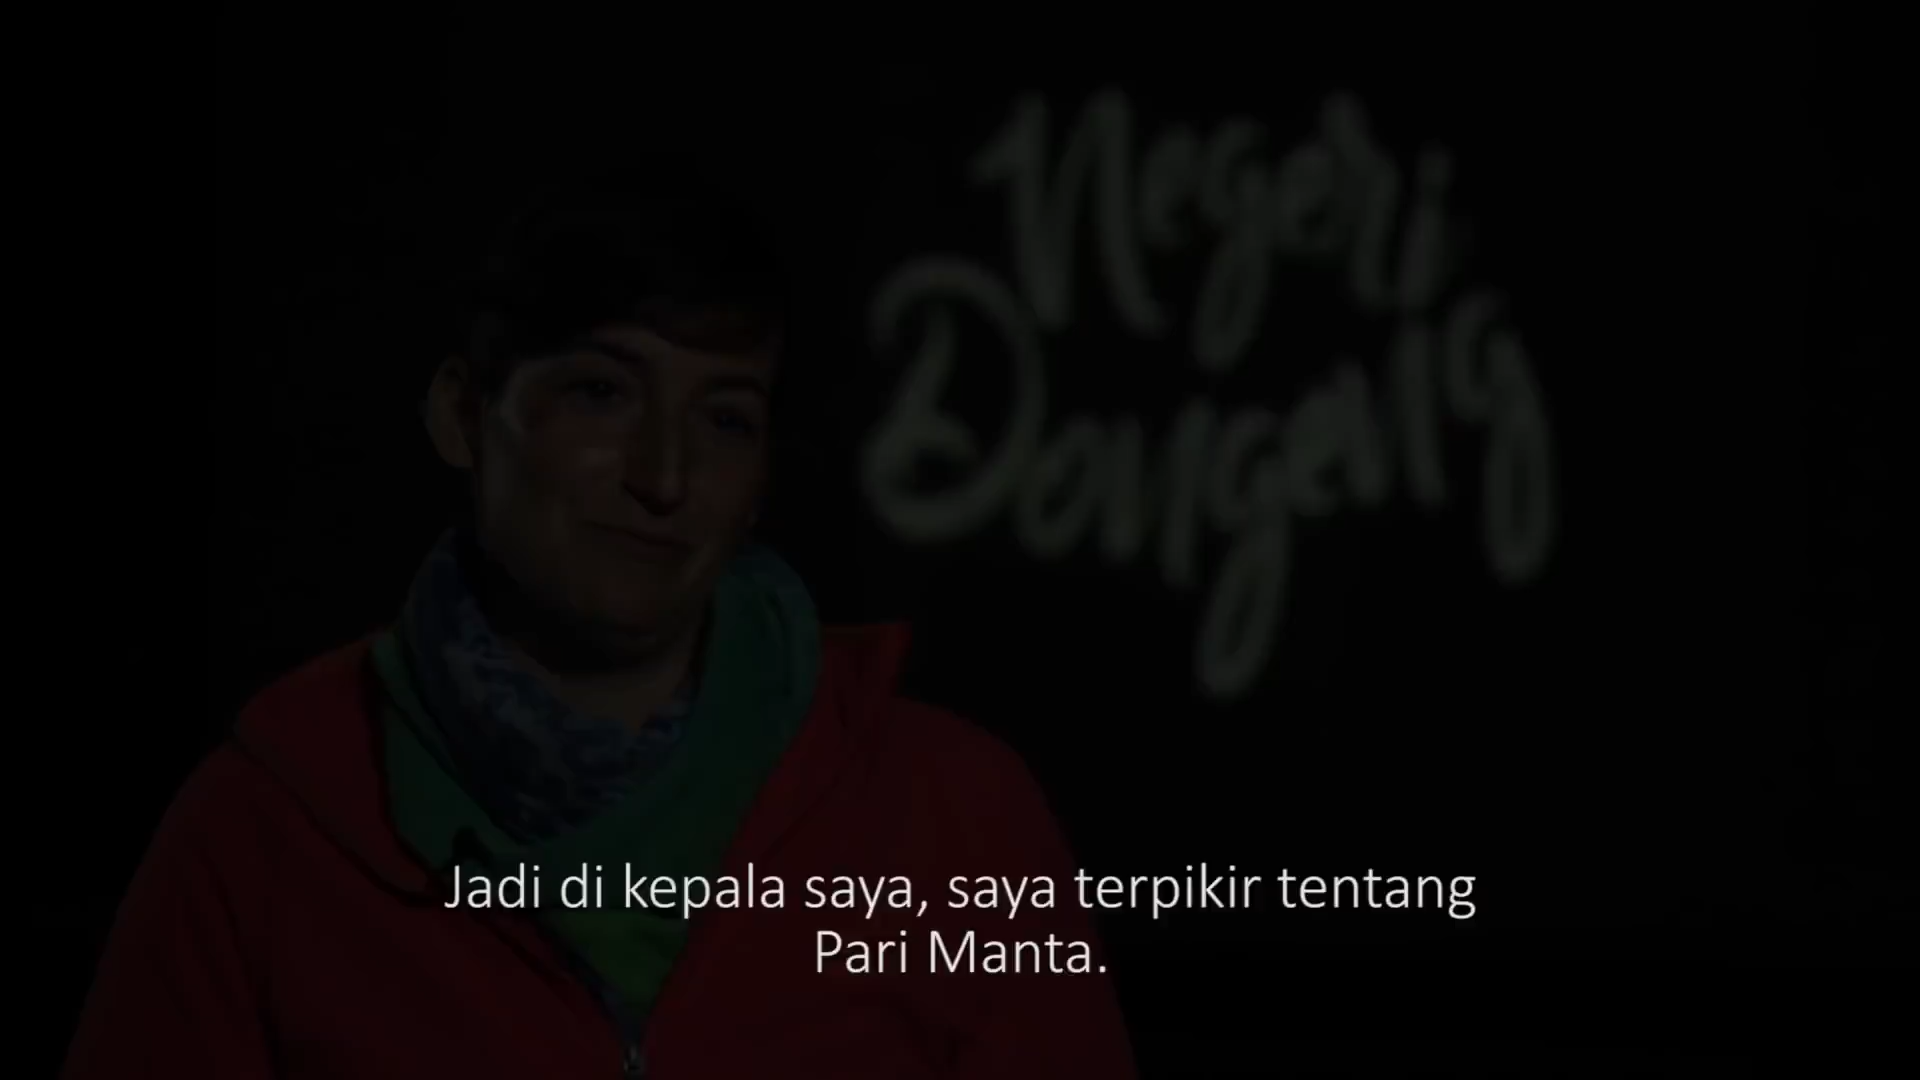 Negeri
Dongeng
Jadi di kepala saya, saya terpikir tentang
Pari Manta.